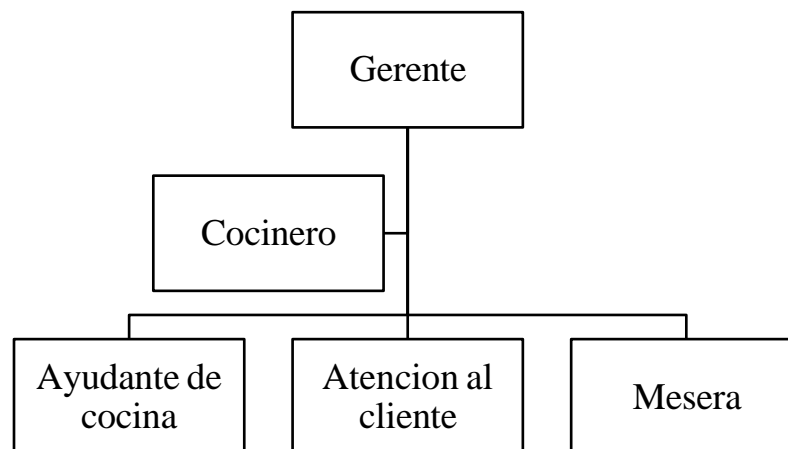 Gerente
Cocinero
Ayudante de
cocina
Atencion al
cliente
Mesera